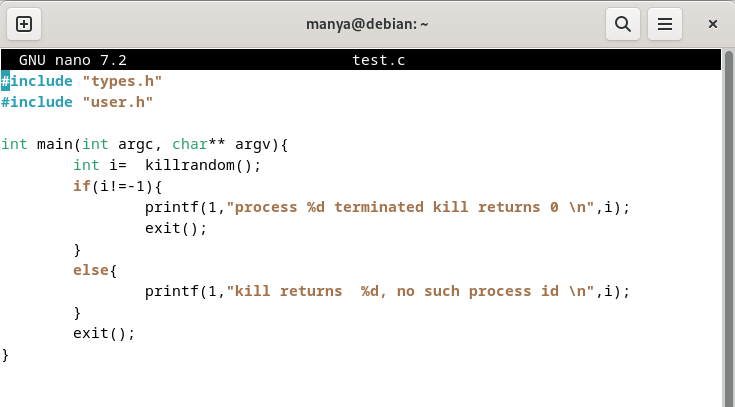 manya@debian: ~
GNU nano 7.2 test.c
#include "types.h"
#include "user.h"
int main(int argc, char** argv){
int i=  killrandom();
if(i!=-1){
printf(1,"process %d terminated kill returns 0 \n",i);
exit();
}
else{
printf(1,"kill returns  %d, no such process id \n",i);
}
exit();
}